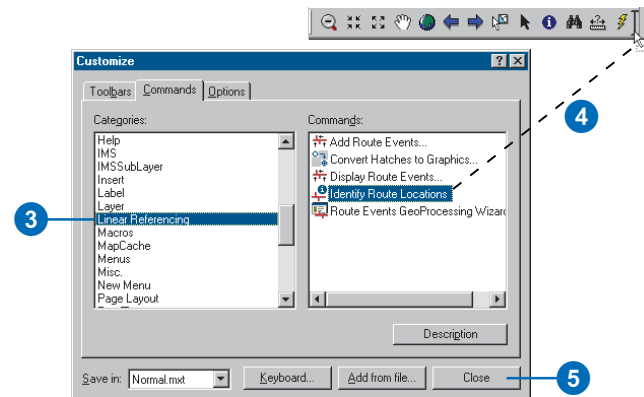 Customize
Toolbars Commands Options
Categories:
Help
IMS
IMSSubLayer
Insert
Label
Layer
Linear Referencing
Macros
MapCache
Menus
Misc.
New Menu
Page Layout
Commands:
Add Route Events...
Convert Hatches to Graphics...
Display Route Events...
Identify Route Locations
Route Events GeoProcessing Wizar
Description
Save in: Normal.mxt Keyboard... Add from file... Close
3
4
5